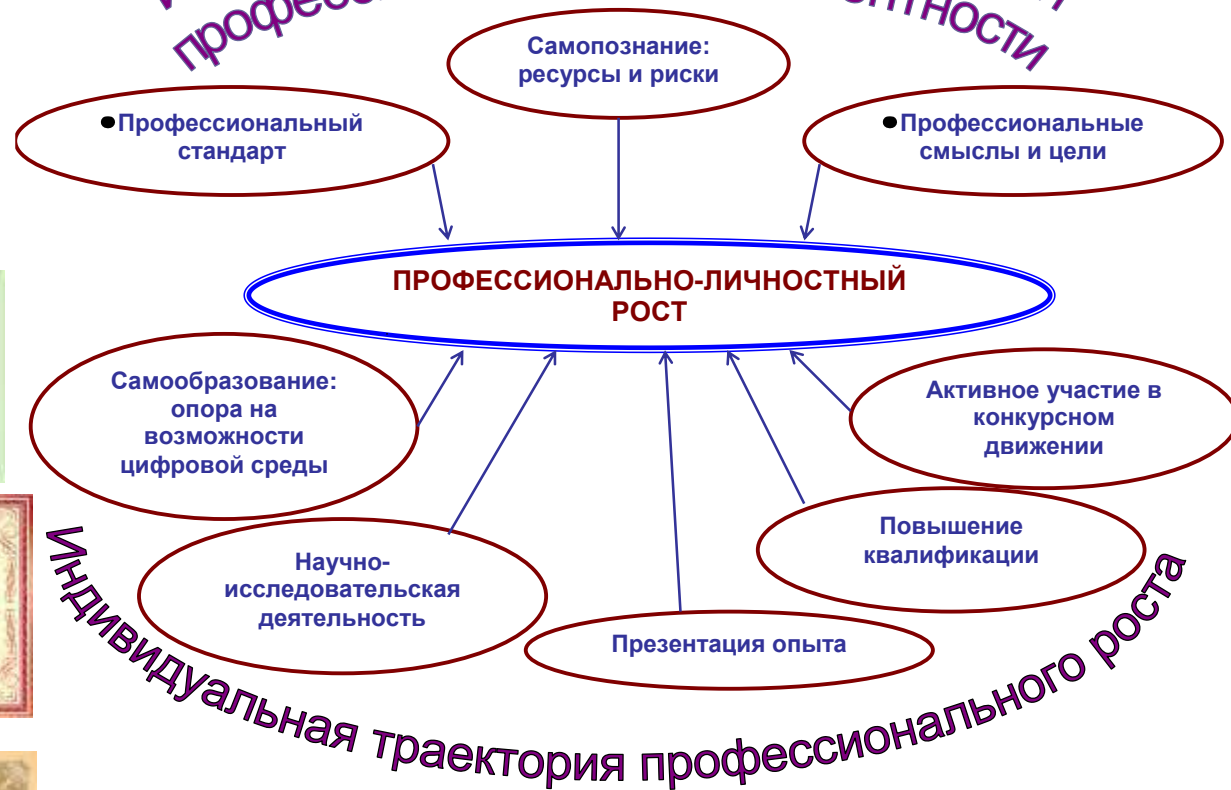 Самопознание:
ресурсы и риски
•Профессиональный
стандарт
•Профессиональные
смыслы и цели
ПРОФЕССИОНАЛЬНО-ЛИЧНОСТНЫЙ
РОСТ
Самообразование:
опора на
возможности
цифровой среды
Активное участие в
конкурсном
движении
Научно-
исследовательская
деятельность
Повышение
квалификации
Презентация опыта
Индивидуальная траектория профессионального роста